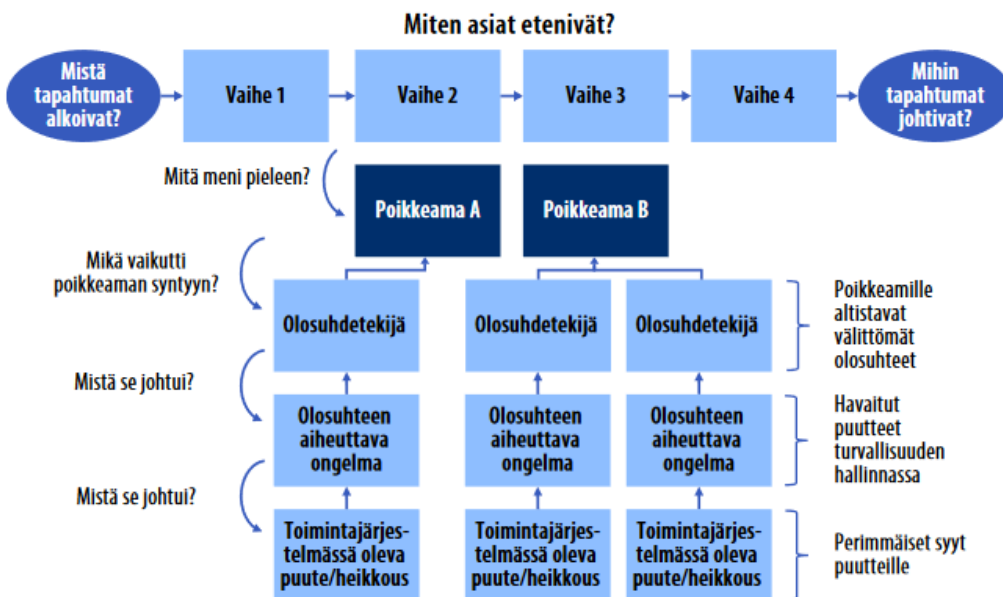 Miten asiat etenivät?
Mistä
tapahtumat
alkoivat?
Vaihe 1
Vaihe 2
Vaihe 3
Vaihe 4
Mihin
tapahtumat
johtivat?
Mitä meni pieleen?
Poikkeama A
Poikkeama B
Mikä vaikutti
poikkeaman syntyyn?
Olosuhdetekijä
Olosuhdetekijä
Olosuhdetekijä
Poikkeamille
altistavat
välittömät
olosuhteet
Mistä se johtui?
Olosuhteen
aiheuttava
ongelma
Olosuhteen
aiheuttava
ongelma
Olosuhteen
aiheuttava
ongelma
Havaitut
puutteet
turvallisuuden
hallinnassa
Mistä se johtui?
Toimintajärjes-
telmässä oleva
puute/heikkous
Toimintajärjes-
telmässä oleva
puute/heikkous
Toimintajärjes-
telmässä oleva
puute/heikkous
Perimmäiset syyt
puutteille